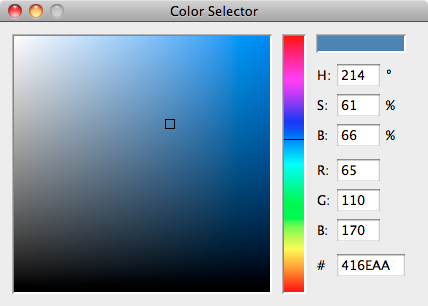 Color Selector
H: 214 °
S: 61 %
B: 66 %
R: 65
G: 110
B: 170
# 416EAA